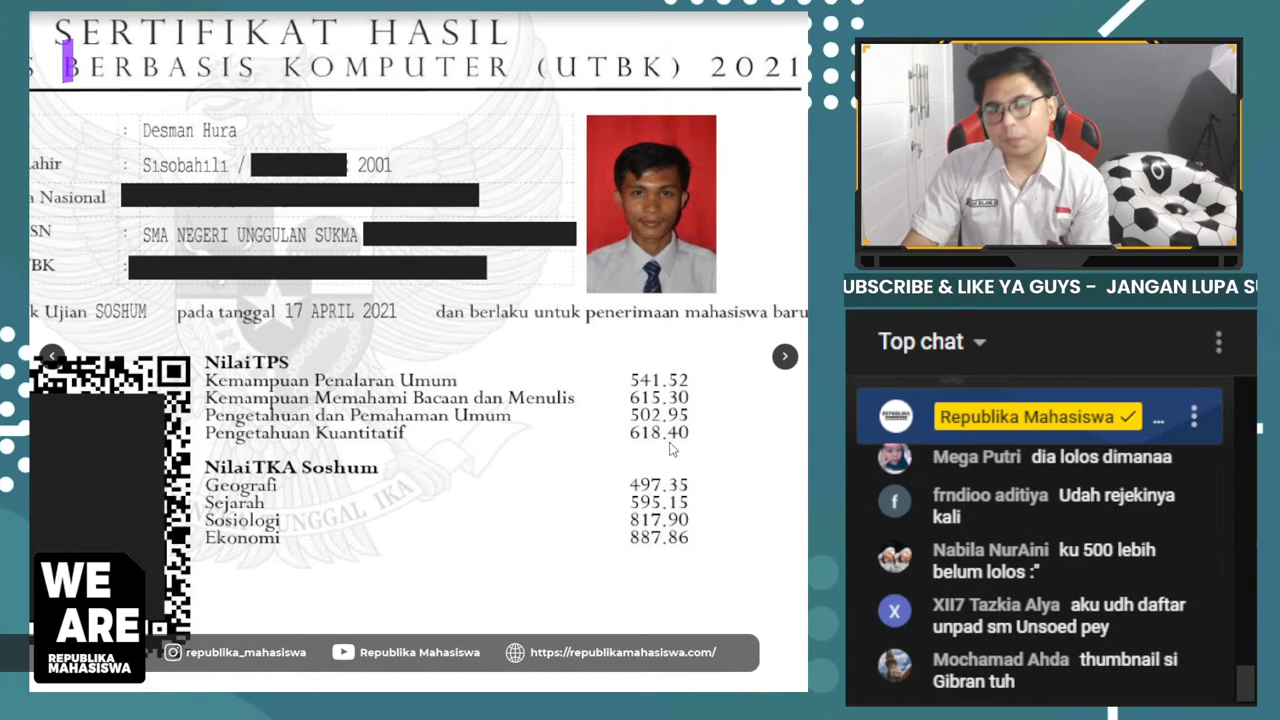 SERTIFIKAT HASIL
S BERBASIS KOMPUTER (UTBK) 2021
: Desman Hura
ahir : Sisobahili / 2001
a Nasional :
SN : SMA NEGERI UNGGULAN SUKMA
BK :
k Ujian SOSHUM pada tanggal 17 APRIL 2021 dan berlaku untuk penerimaan mahasiswa baru
Nilai TPS
Kemampuan Penalaran Umum 541.52
Kemampuan Memahami Bacaan dan Menulis 615.30
Pengetahuan dan Pemahaman Umum 502.95
Pengetahuan Kuantitatif 618.40
Nilai TKA Soshum
Geografi 497.35
Sejarah 595.15
Sosiologi 817.90
Ekonomi 887.86
GGAL IKA
WE
ARE
REPUBLIKA
MAHASISWA
republika_mahasiswa Republika Mahasiswa https://republikamahasiswa.com/
UBSCRIBE & LIKE YA GUYS - JANGAN LUPA SU
Top chat
Republika Mahasiswa ...
Mega Putri dia lolos dimanaa
frndioo aditiya Udah rejekinya
kali
Nabila NurAini ku 500 lebih
belum lolos :"
XII7 Tazkia Alya aku udh daftar
unpad sm Unsoed pey
Mochamad Ahda thumbnail si
Gibran tuh